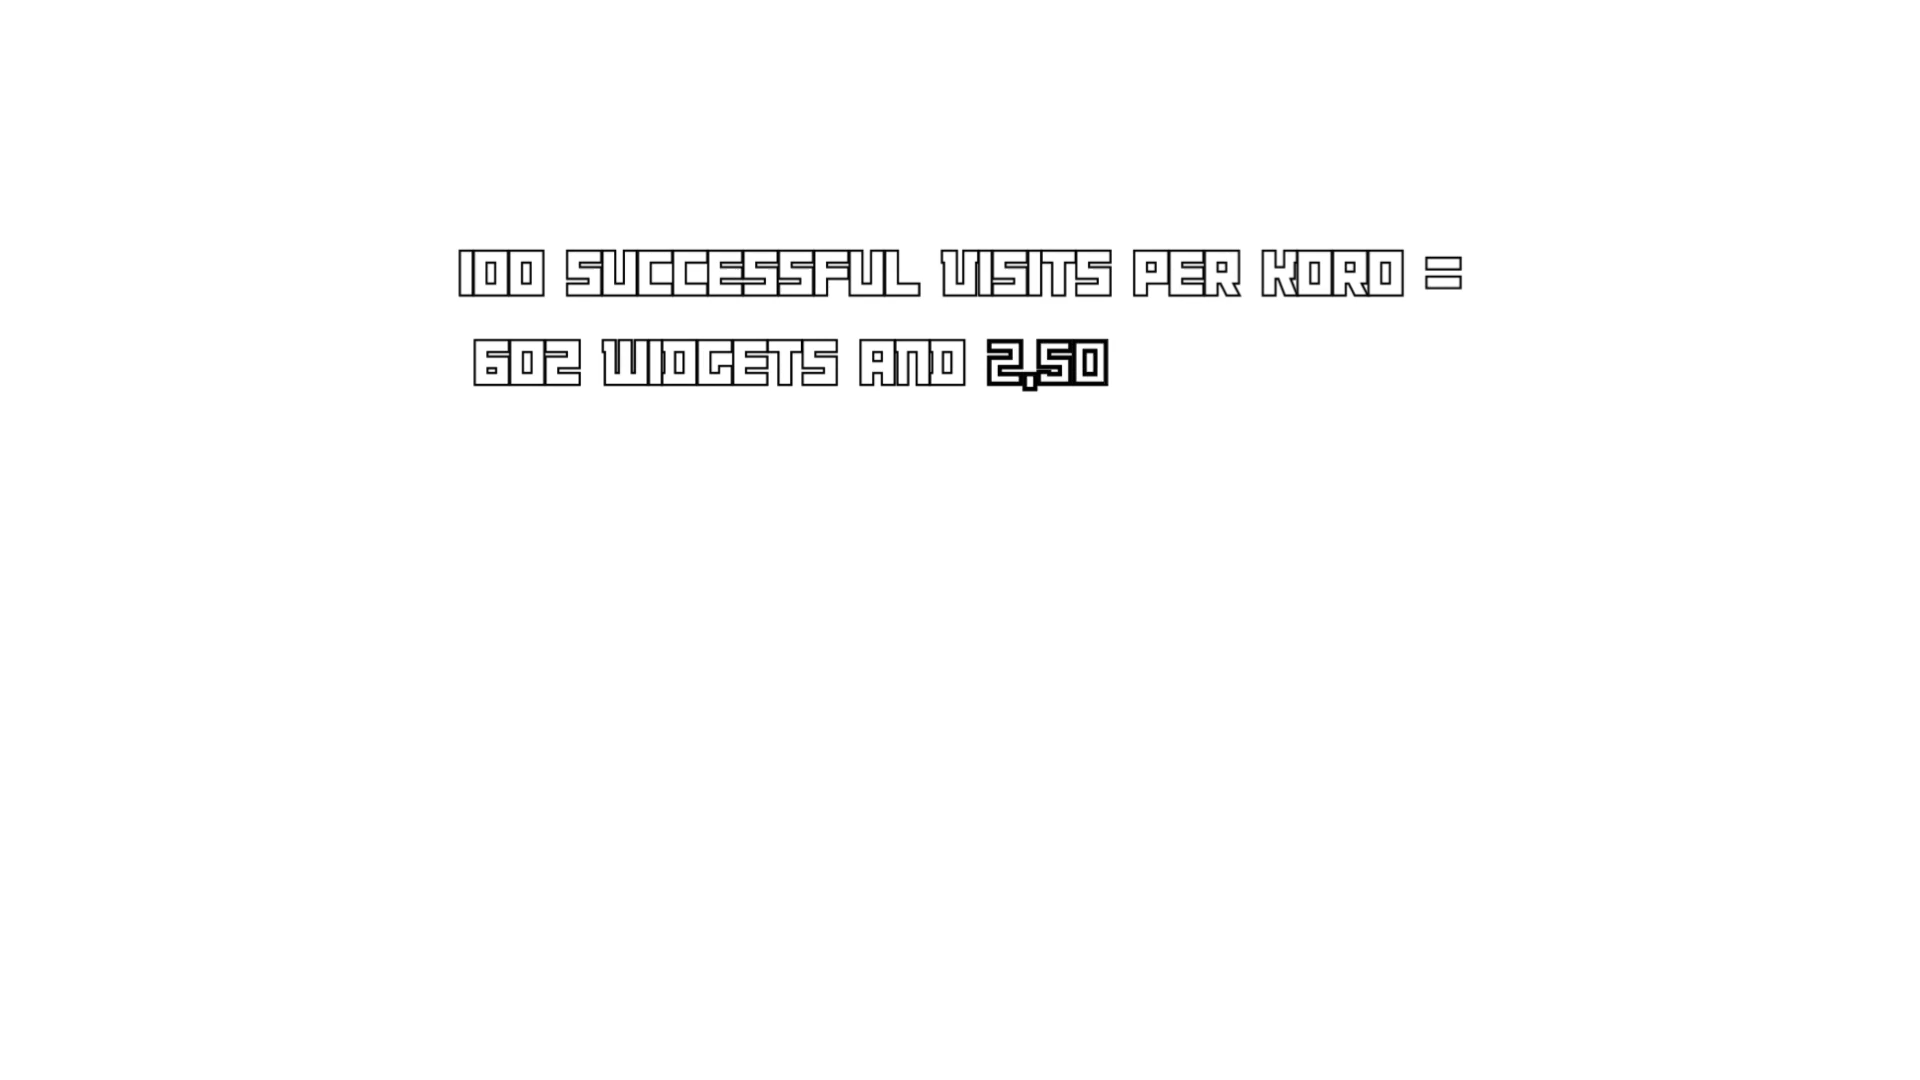 100 SUCCESSFUL VISITS PER KORO =
602 WIDGETS AND 2,50